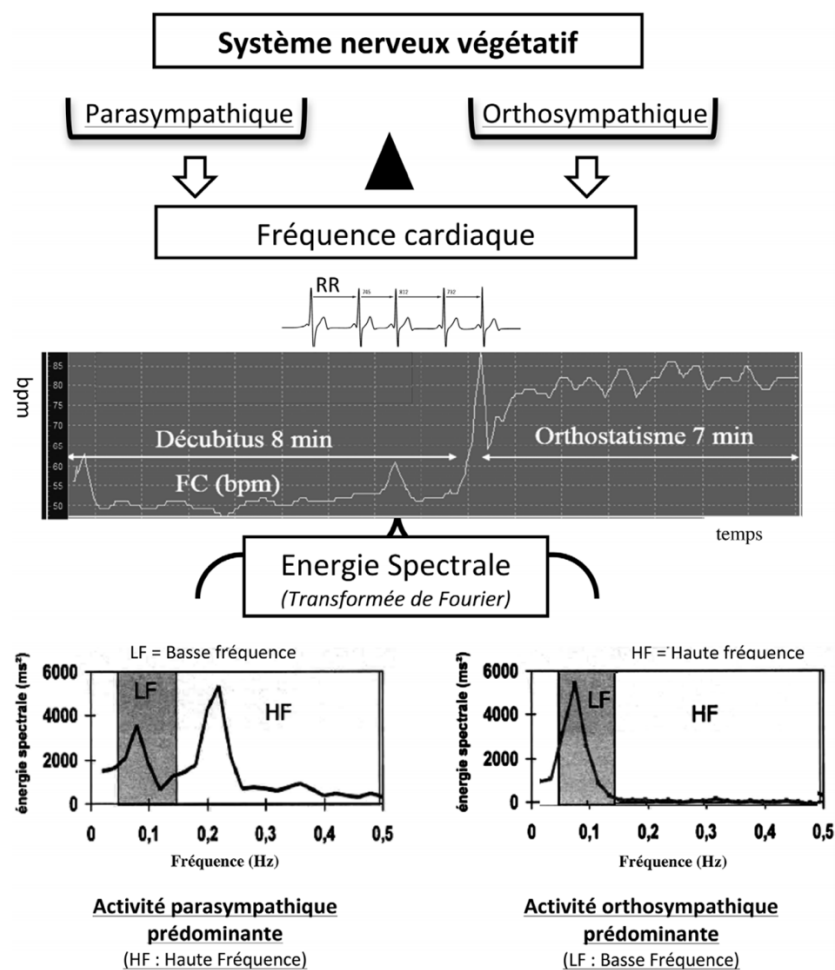 Système nerveux végétatif
Parasympathique
Orthosympathique
Fréquence cardiaque
RR
812
bpm
85
80
75
70
65
60
55
50
Décubitus 8 min
Orthostatisme 7 min
FC (bpm)
temps
Energie Spectrale
(Transformée de Fourier)
LF = Basse fréquence
HF = Haute fréquence
énergie spectrale (ms²)
6000
4000
2000
0
LF
HF
0
0,1
0,2
0,3
0,4
0,5
Fréquence (Hz)
énergie spectrale (ms²)
6000
4000
2000
0
LF
HF
0
0,1
0,2
0,3
0,4
0,5
Fréquence (Hz)
Activité parasympathique
prédominante
(HF : Haute Fréquence)
Activité orthosympathique
prédominante
(LF : Basse Fréquence)